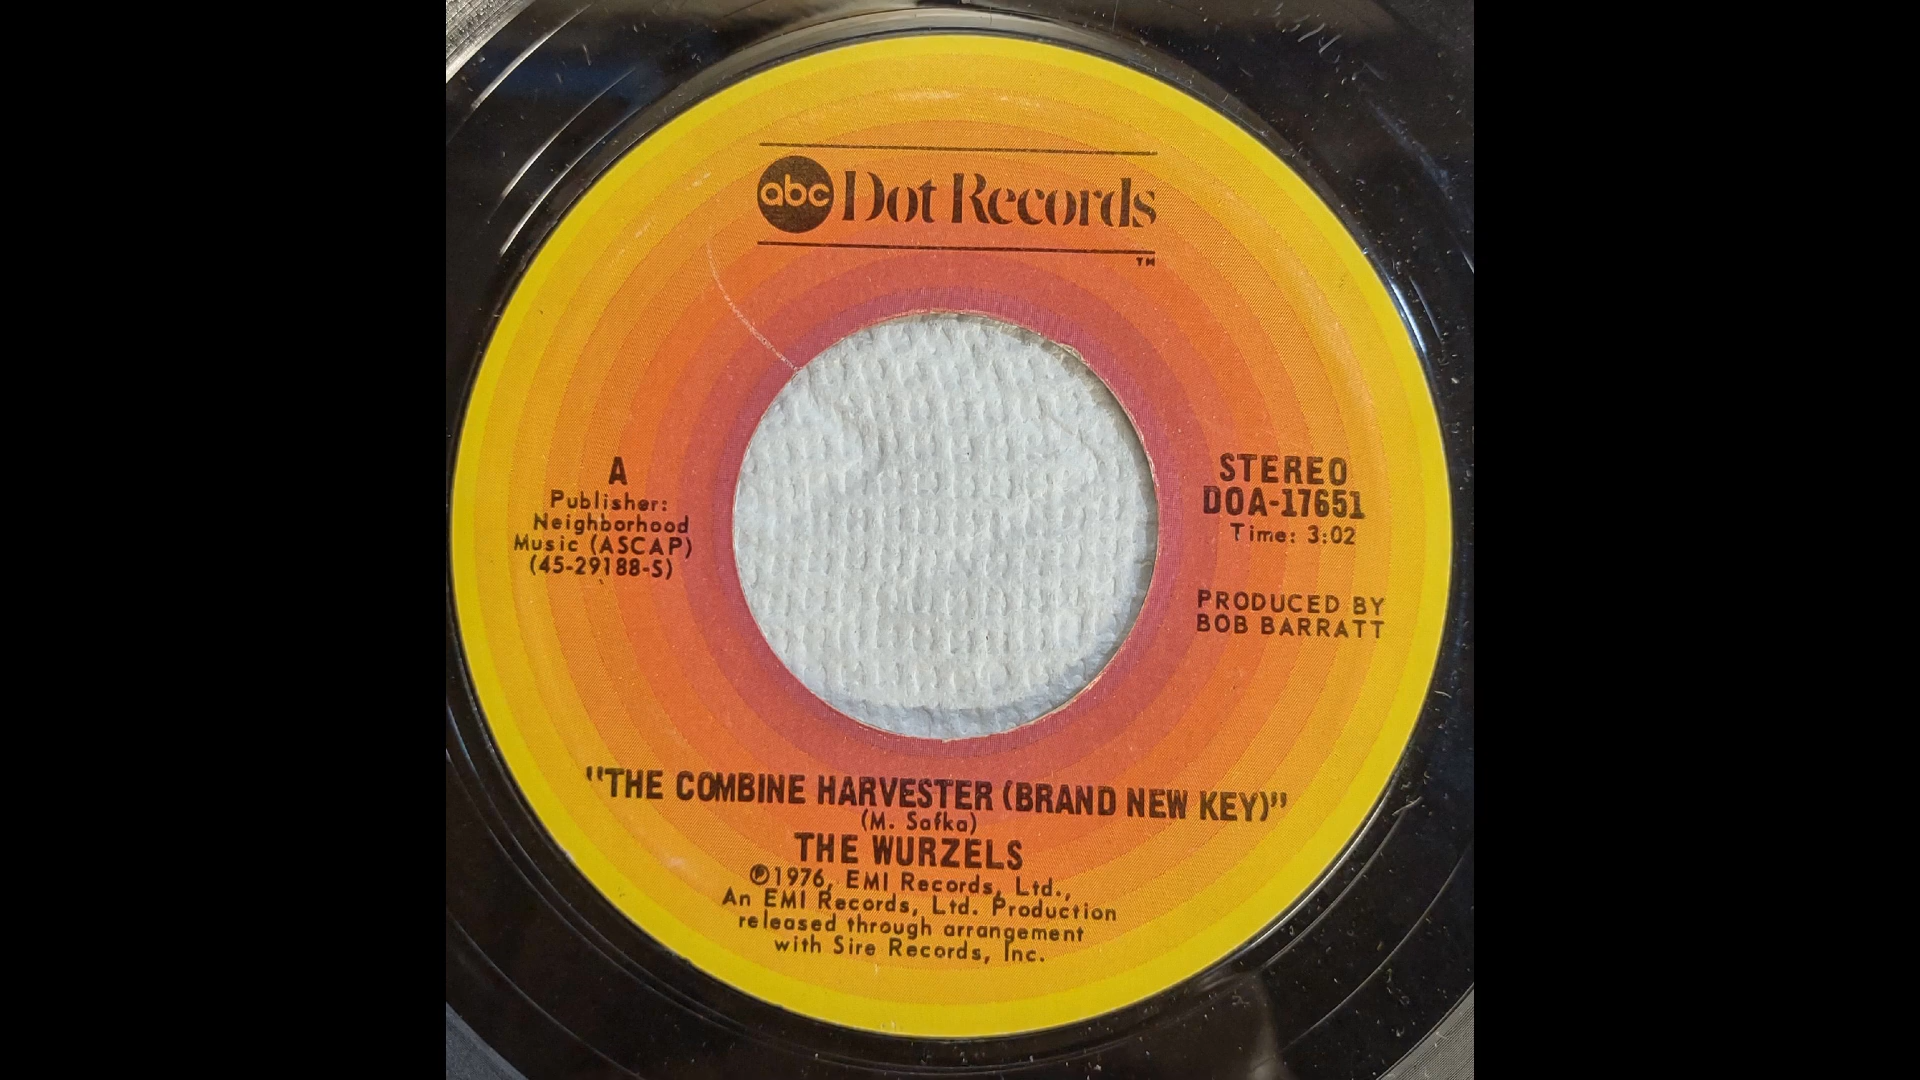 abc Dot Records
TM
A
Publisher:
Neighborhood
Music (ASCAP)
(45-29188-S)
STEREO
DOA-17651
Time: 3:02
PRODUCED BY
BOB BARRATT
"THE COMBINE HARVESTER (BRAND NEW KEY)"
(M. Safka)
THE WURZELS
℗1976, EMI Records, Ltd.,
An EMI Records, Ltd. Production
released through arrangement
with Sire Records, Inc.